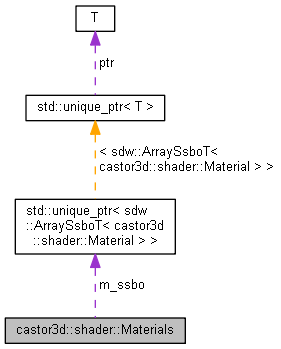 T
ptr
std::unique_ptr< T >
< sdw::ArraySsboT<
castor3d::shader::Material > >
std::unique_ptr< sdw
::ArraySsboT< castor3d
::shader::Material > >
m_ssbo
castor3d::shader::Materials